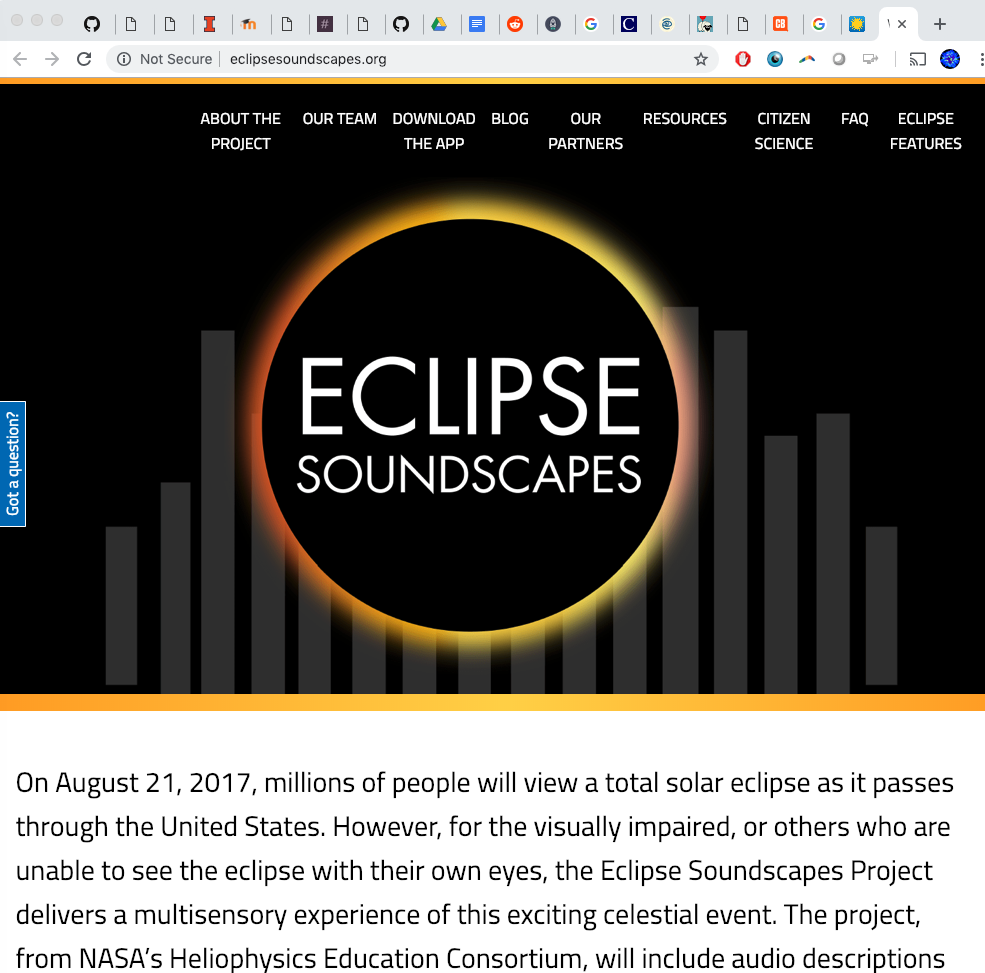 Not Secure
eclipsesoundscapes.org
ABOUT THE PROJECT
OUR TEAM
DOWNLOAD THE APP
BLOG
OUR PARTNERS
RESOURCES
CITIZEN SCIENCE
FAQ
ECLIPSE FEATURES
ECLIPSE
SOUNDSCAPES
Got a question?
On August 21, 2017, millions of people will view a total solar eclipse as it passes
through the United States. However, for the visually impaired, or others who are
unable to see the eclipse with their own eyes, the Eclipse Soundscapes Project
delivers a multisensory experience of this exciting celestial event. The project,
from NASA’s Heliophysics Education Consortium, will include audio descriptions